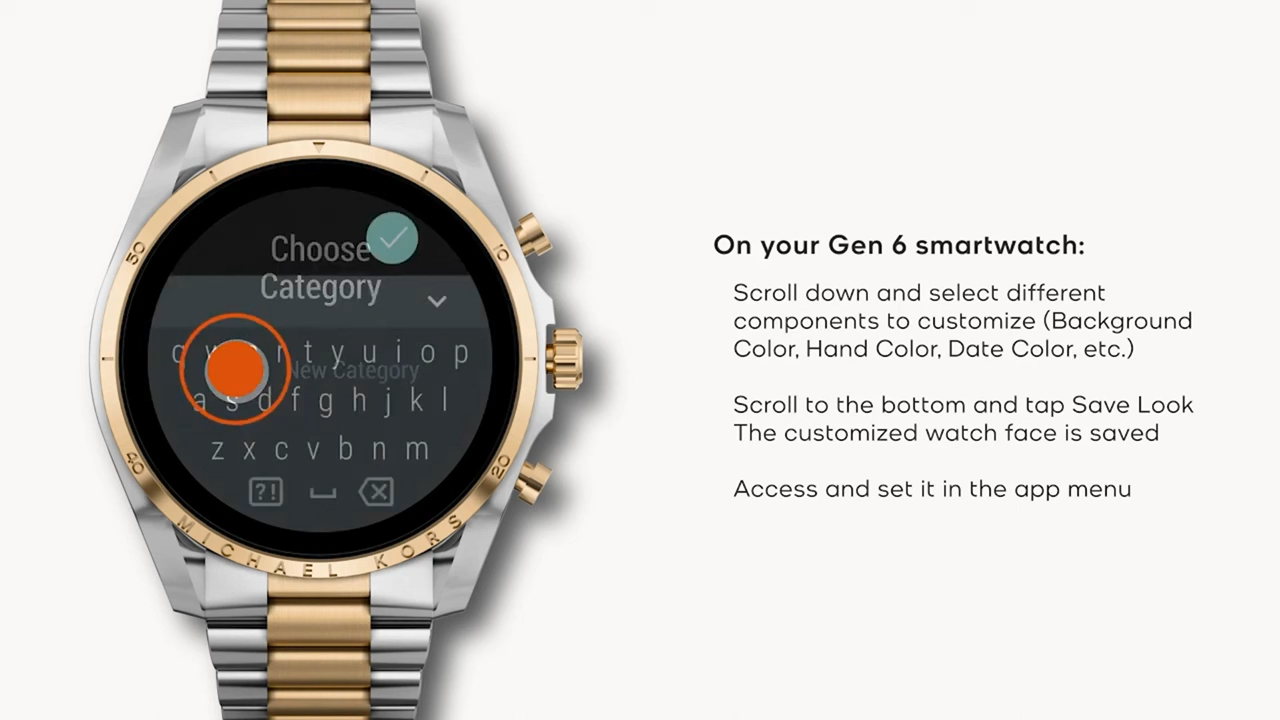 On your Gen 6 smartwatch:
Scroll down and select different
components to customize (Background
Color, Hand Color, Date Color, etc.)
Scroll to the bottom and tap Save Look
The customized watch face is saved
Access and set it in the app menu
Choose
Category
q w r t y u i o p
New Category
a s d f g h j k l
z x c v b n m
?!
50
10
40
20
MICHAEL KORS